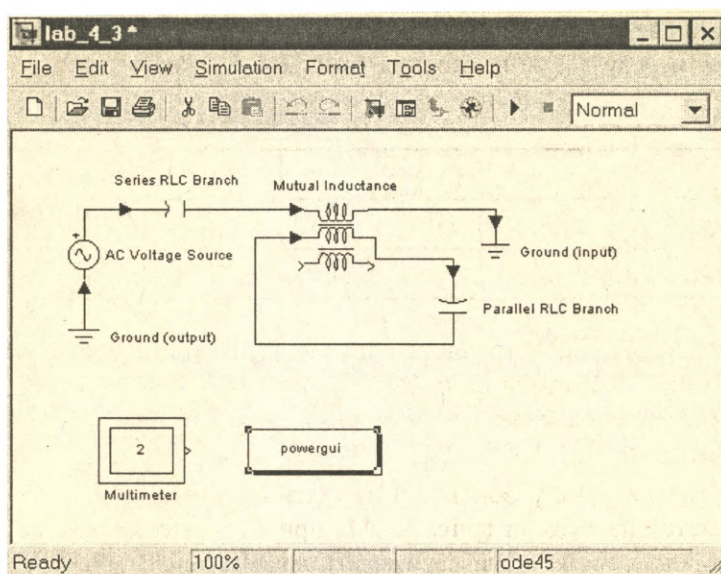 lab_4_3 *
File Edit View Simulation Format Tools Help
Normal
Series RLC Branch
Mutual Inductance
+
AC Voltage Source
Ground (input)
Parallel RLC Branch
Ground (output)
2
powergui
Multimeter
Ready 100% ode45